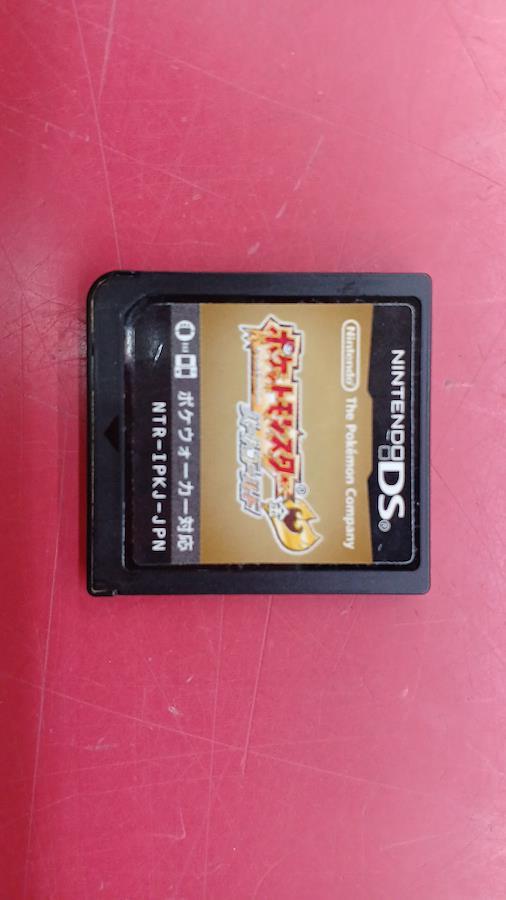 NINTENDO DS®
Nintendo® The Pokémon Company
ポケットモンスター®
ハートゴールド
ポケウォーカー対応
NTR-IPKJ-JPN